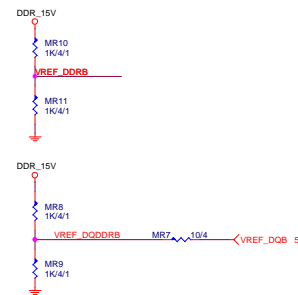 DDR_15V
MR10
1K/4/1
VREF_DDRB
MR11
1K/4/1
DDR_15V
MR8
1K/4/1
VREF_DQDDRB MR7 10/4 VREF_DQB 5
MR9
1K/4/1